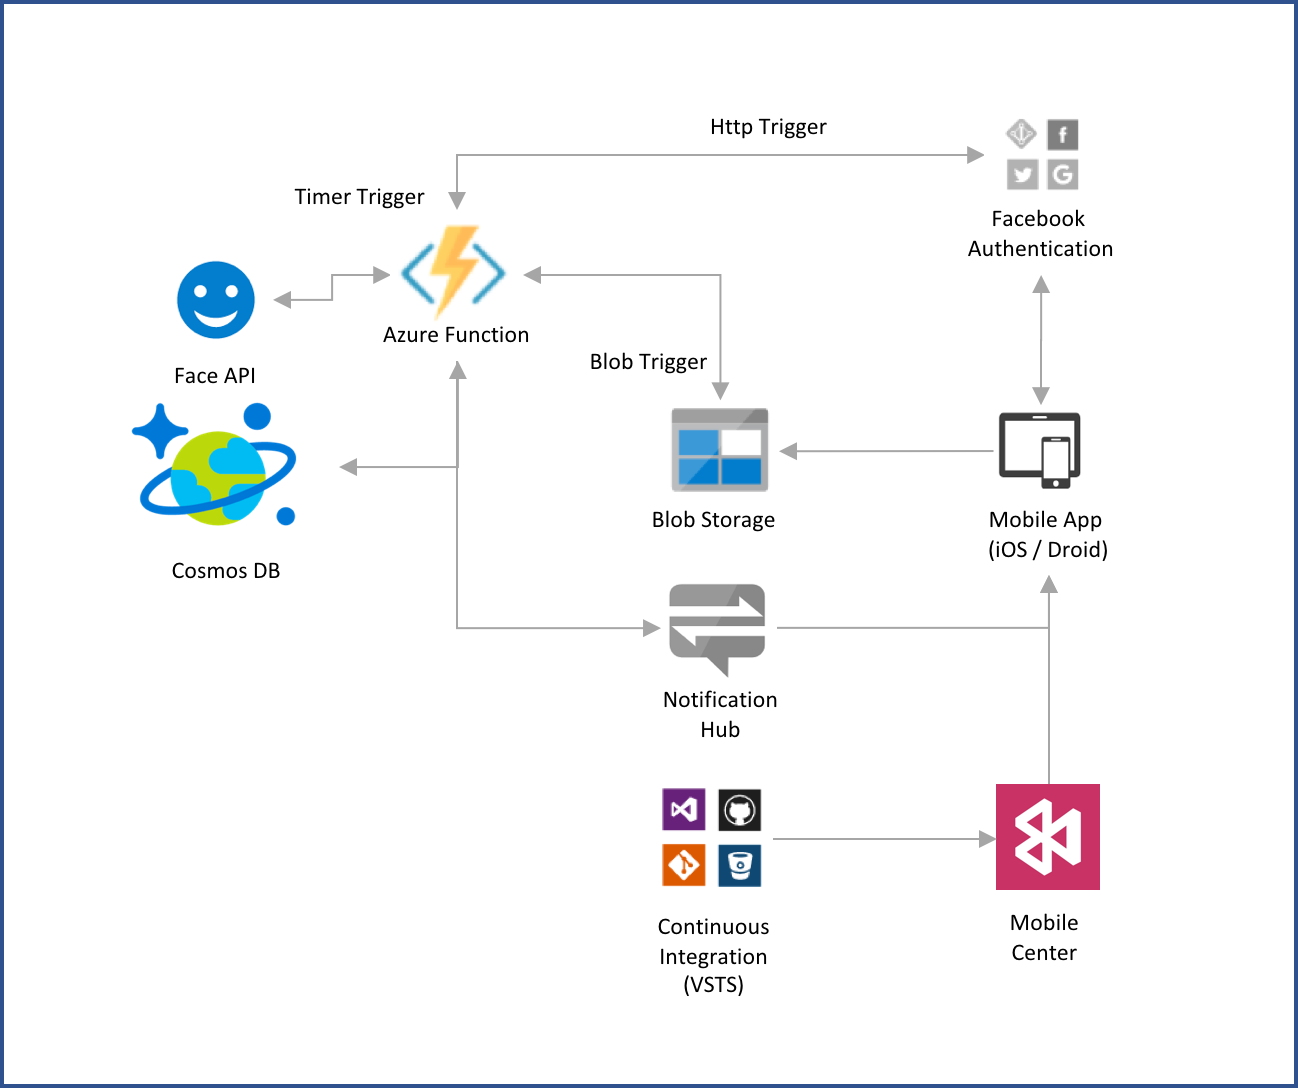 Http Trigger
Timer Trigger
Facebook
Authentication
Azure Function
Blob Trigger
Face API
Blob Storage
Mobile App
(iOS / Droid)
Cosmos DB
Notification
Hub
Continuous
Integration
(VSTS)
Mobile
Center